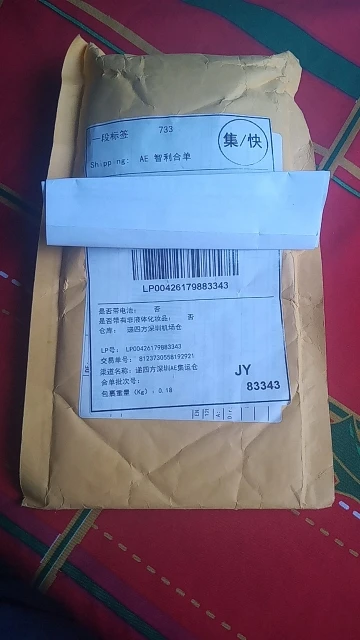 一段标签 733
集/快
Shipping: AE 智利合单
LP00426179883343
是否带电池: 否
是否带有非液体化妆品: 否
仓库: 递四方深圳机场仓
LP号: LP00426179883343
交易单号: 8123730558192921
渠道名称: 递四方深圳AE集运仓
合单批次号:
包裹重量 (Kg): 0.18
JY
83343